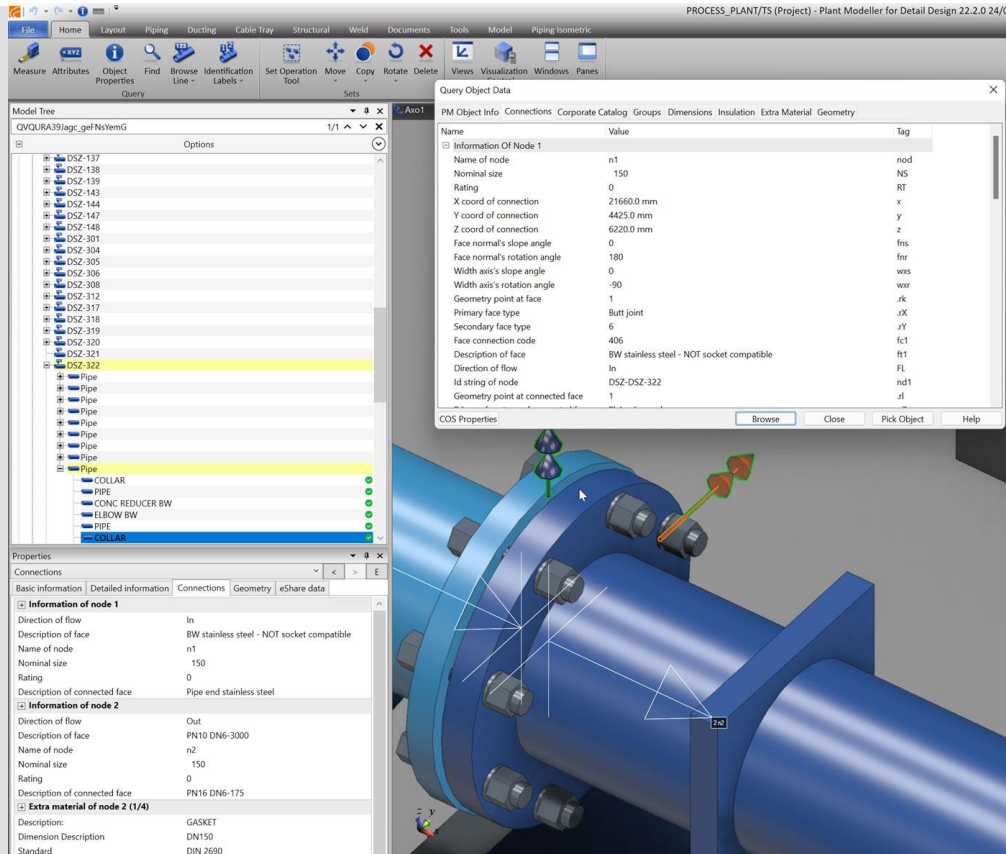 PROCESS_PLANT/TS (Project) - Plant Modeller for Detail Design 22.2.0 24/
File Home Layout Piping Ducting Cable Tray Structural Weld Documents Tools Model Piping Isometric
Measure Attributes Object Properties Find Browse Line Identification Labels Set Operation Tool Move Copy Rotate Delete Views Visualization Windows Panes
Query Sets
Model Tree
QVQURA39Jagc_geFNsYemG 1/1
Options
DSZ-137
DSZ-138
DSZ-139
DSZ-143
DSZ-144
DSZ-147
DSZ-148
DSZ-301
DSZ-304
DSZ-305
DSZ-306
DSZ-308
DSZ-312
DSZ-317
DSZ-318
DSZ-319
DSZ-320
DSZ-321
DSZ-322
Pipe
Pipe
Pipe
Pipe
Pipe
Pipe
Pipe
Pipe
Pipe
COLLAR
PIPE
CONC REDUCER BW
ELBOW BW
PIPE
COLLAR
Properties
Connections < > E
Basic information Detailed information Connections Geometry eShare data
Information of node 1
Direction of flow In
Description of face BW stainless steel - NOT socket compatible
Name of node n1
Nominal size 150
Rating 0
Description of connected face Pipe end stainless steel
Information of node 2
Direction of flow Out
Description of face PN10 DN6-3000
Name of node n2
Nominal size 150
Rating 0
Description of connected face PN16 DN6-175
Extra material of node 2 (1/4)
Description: GASKET
Dimension Description DN150
Standard DIN 2690
Axo1
Query Object Data
PM Object Info Connections Corporate Catalog Groups Dimensions Insulation Extra Material Geometry
Name Value Tag
Information Of Node 1
Name of node n1 nod
Nominal size 150 NS
Rating 0 RT
X coord of connection 21660.0 mm x
Y coord of connection 4425.0 mm y
Z coord of connection 6220.0 mm z
Face normal's slope angle 0 fns
Face normal's rotation angle 180 fnr
Width axis's slope angle 0 wxs
Width axis's rotation angle -90 wxr
Geometry point at face 1 .rk
Primary face type Butt joint .rX
Secondary face type 6 .rY
Face connection code 406 fc1
Description of face BW stainless steel - NOT socket compatible ft1
Direction of flow In FL
Id string of node DSZ-DSZ-322 nd1
Geometry point at connected face 1 .rl
COS Properties Browse Close Pick Object Help
2 n2
z y
x